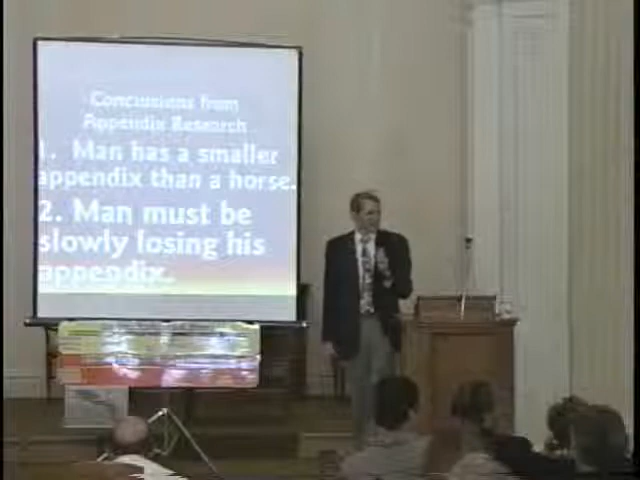 Conclusions from
Appendix Research
1. Man has a smaller
appendix than a horse.
2. Man must be
slowly losing his
appendix.